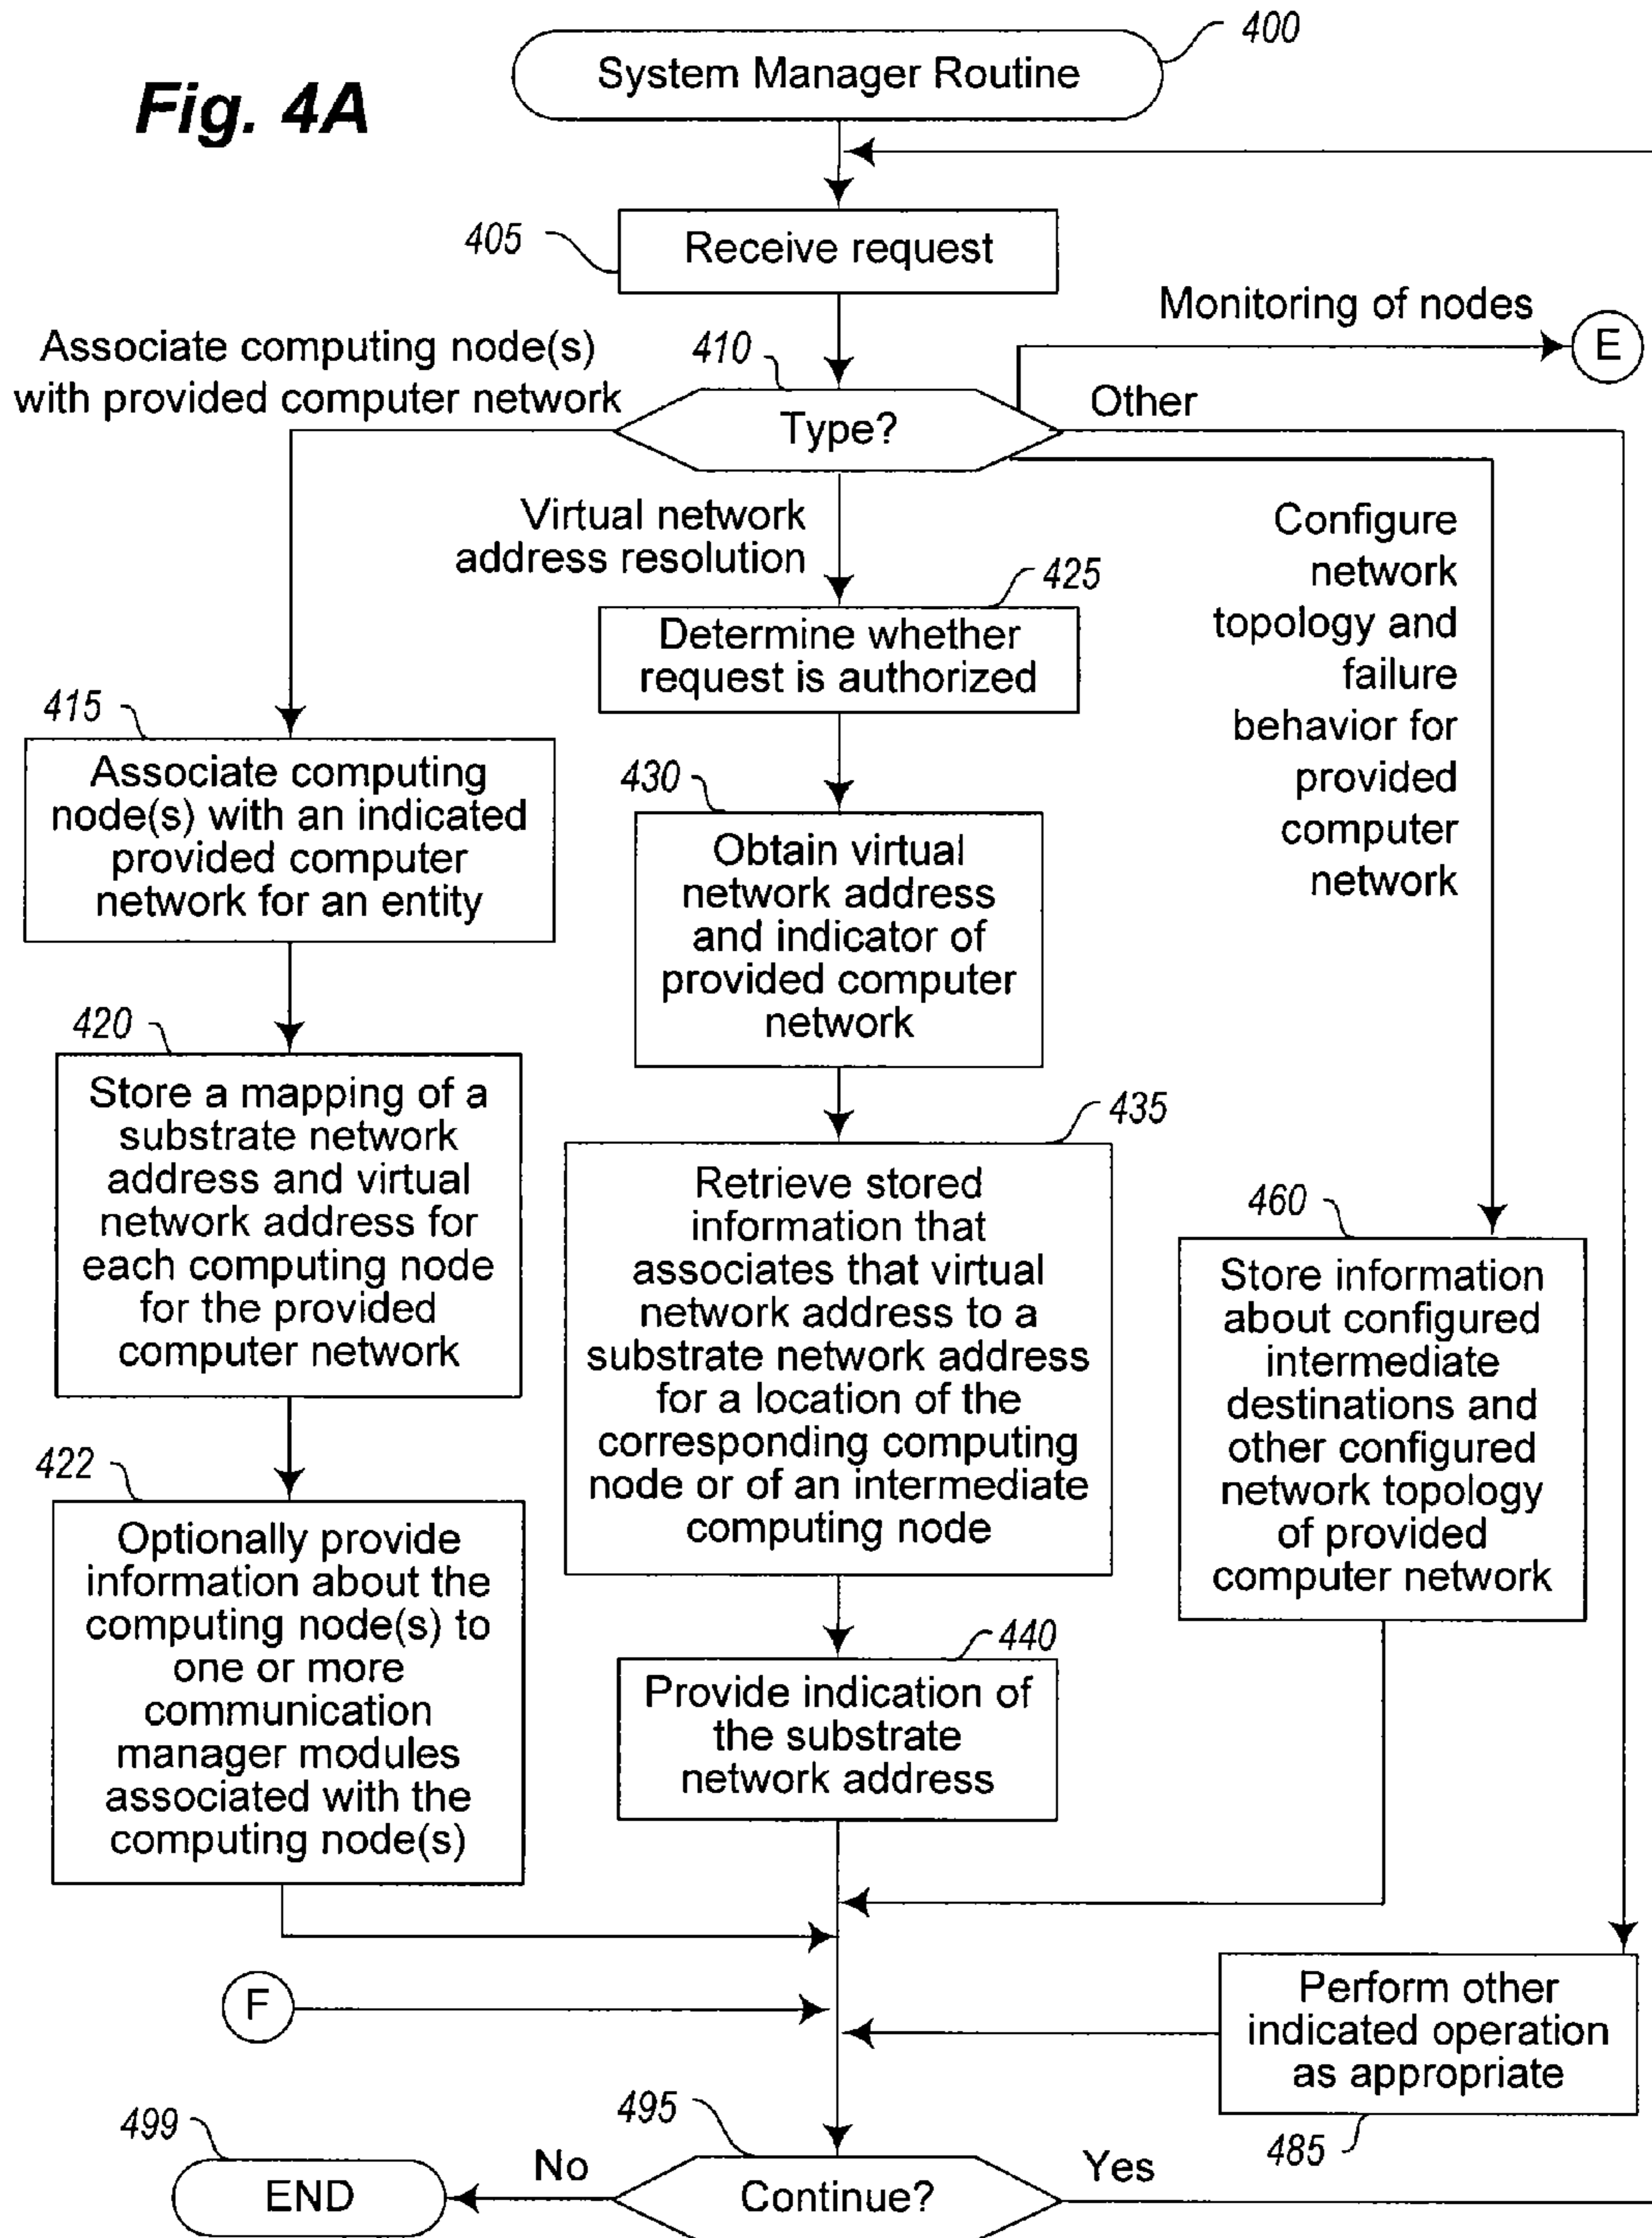 Fig. 4A
System Manager Routine
400
405
Receive request
Monitoring of nodes
E
Associate computing node(s)
with provided computer network
410
Type?
Other
Virtual network
address resolution
Configure
network
topology and
failure
behavior for
provided
computer
network
425
Determine whether
request is authorized
415
Associate computing
node(s) with an indicated
provided computer
network for an entity
430
Obtain virtual
network address
and indicator of
provided computer
network
420
Store a mapping of a
substrate network
address and virtual
network address for
each computing node
for the provided
computer network
435
Retrieve stored
information that
associates that virtual
network address to a
substrate network address
for a location of the
corresponding computing
node or of an intermediate
computing node
460
Store information
about configured
intermediate
destinations and
other configured
network topology
of provided
computer network
422
Optionally provide
information about the
computing node(s) to
one or more
communication
manager modules
associated with the
computing node(s)
440
Provide indication of
the substrate
network address
F
Perform other
indicated operation
as appropriate
485
499
END
No
495
Continue?
Yes